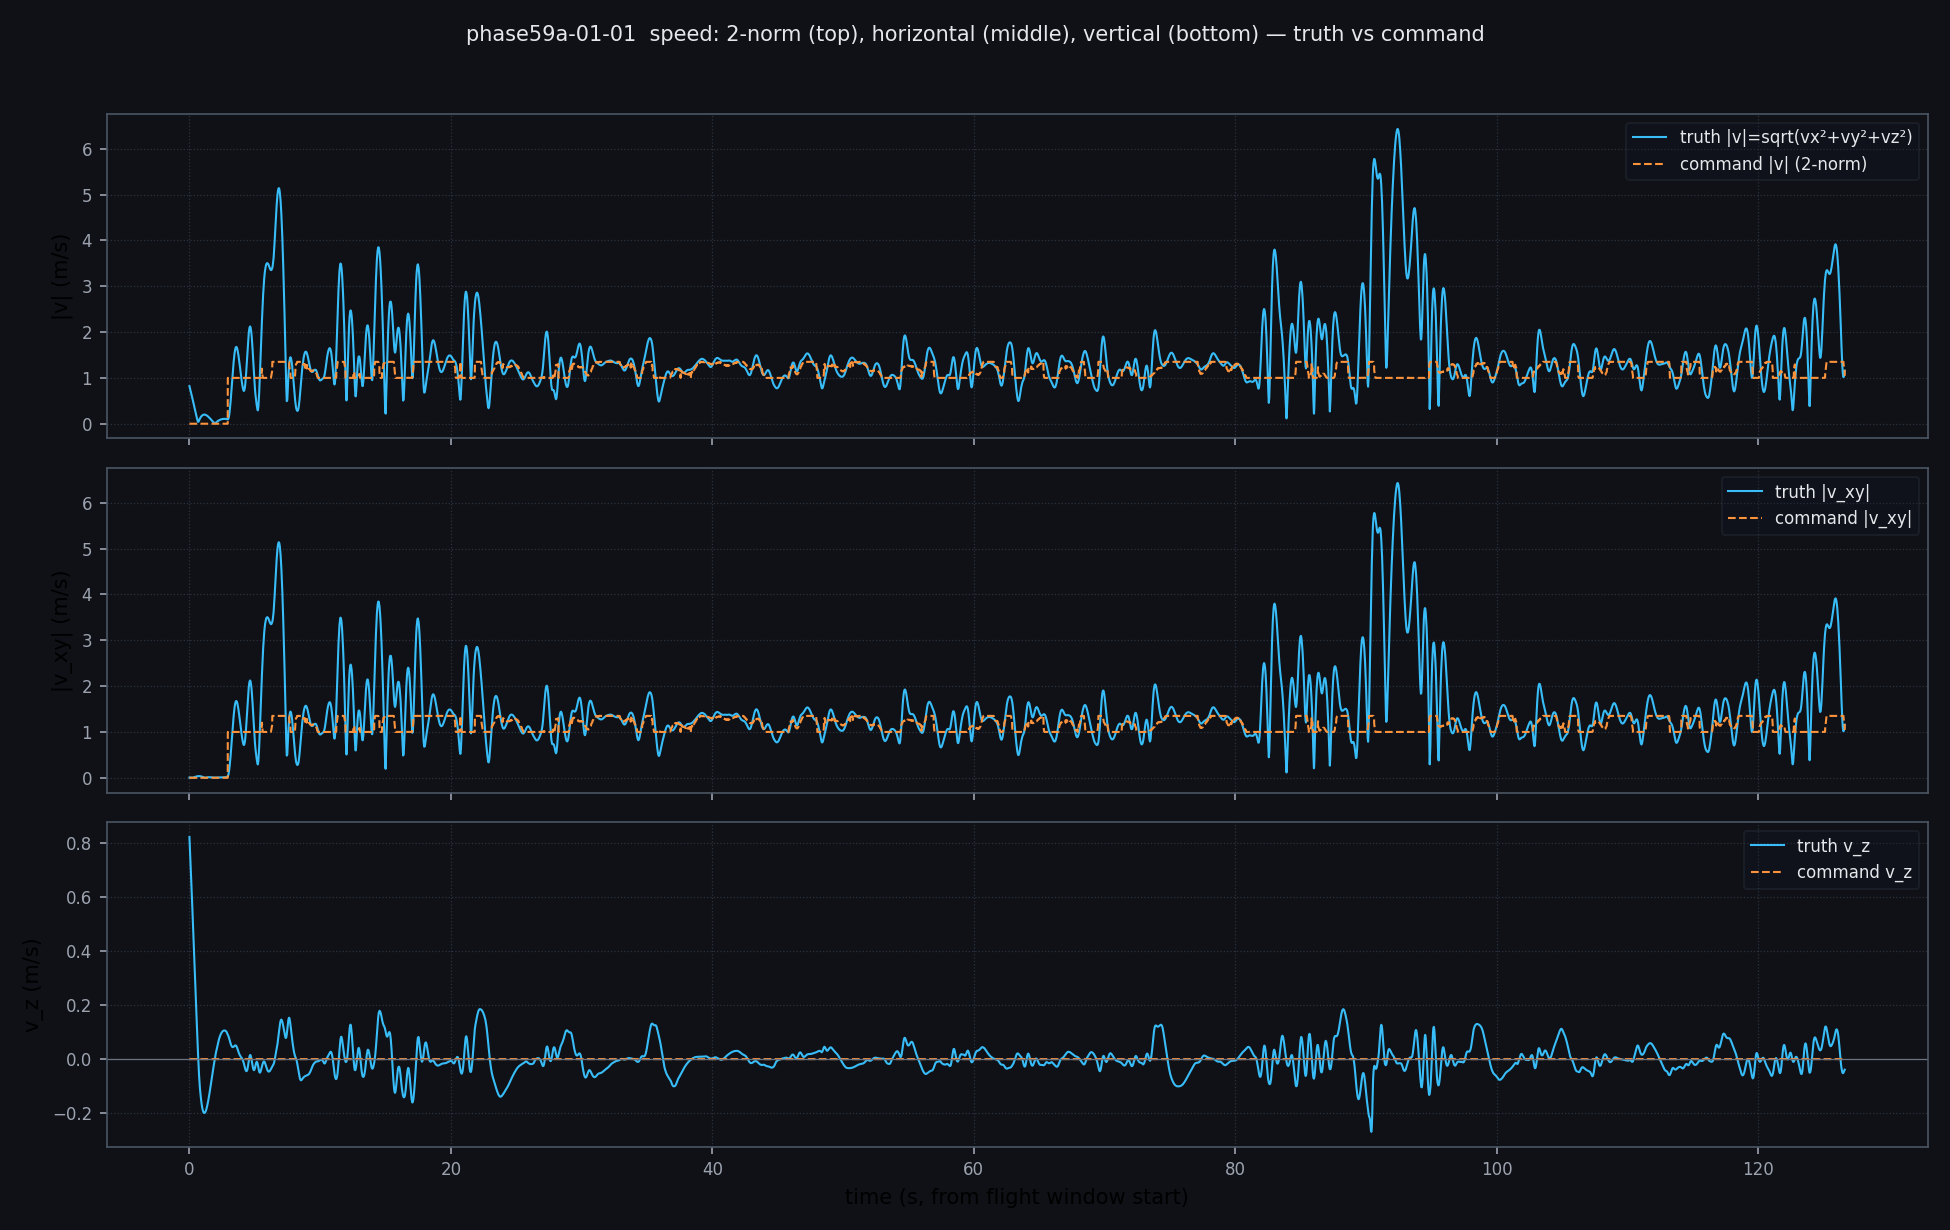 phase59a-01-01  speed: 2-norm (top), horizontal (middle), vertical (bottom) — truth vs command
|v| (m/s)
6
5
4
3
2
1
0
truth |v|=sqrt(vx²+vy²+vz²)
command |v| (2-norm)
|v_xy| (m/s)
6
5
4
3
2
1
0
truth |v_xy|
command |v_xy|
v_z (m/s)
0.8
0.6
0.4
0.2
0.0
−0.2
truth v_z
command v_z
0 20 40 60 80 100 120
time (s, from flight window start)